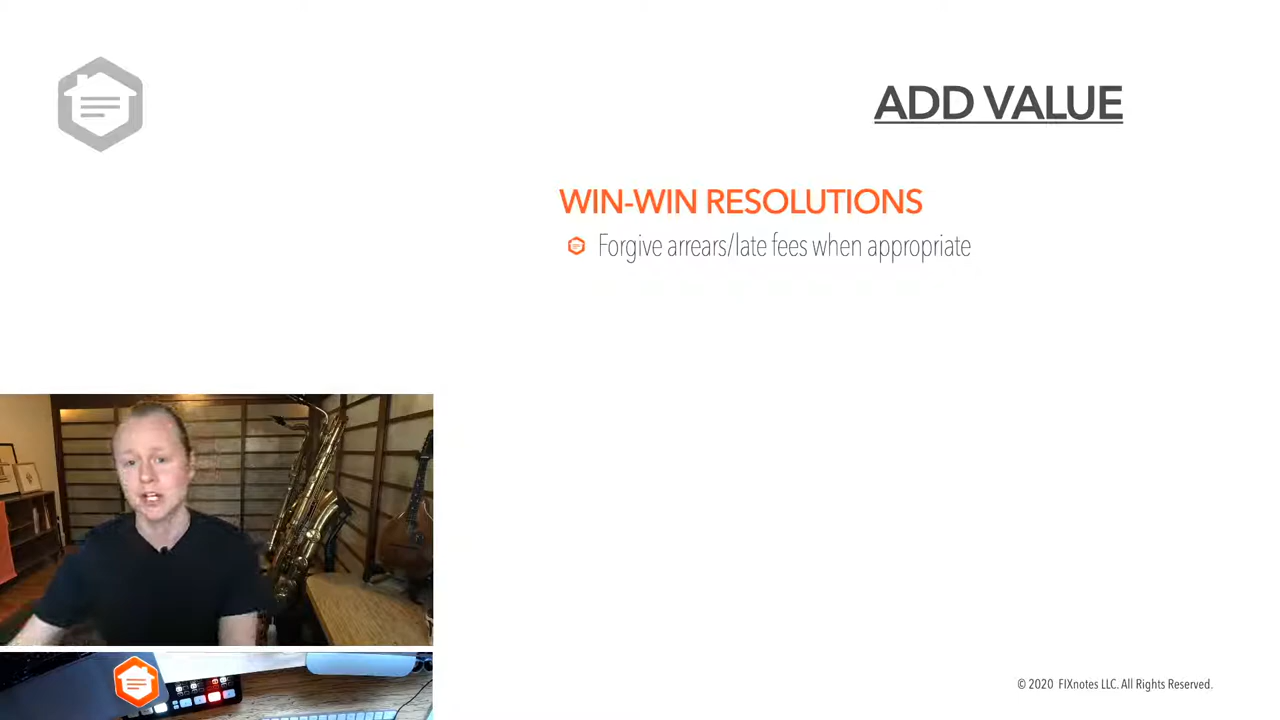 ADD VALUE
WIN-WIN RESOLUTIONS
Forgive arrears/late fees when appropriate
© 2020 FIXnotes LLC. All Rights Reserved.